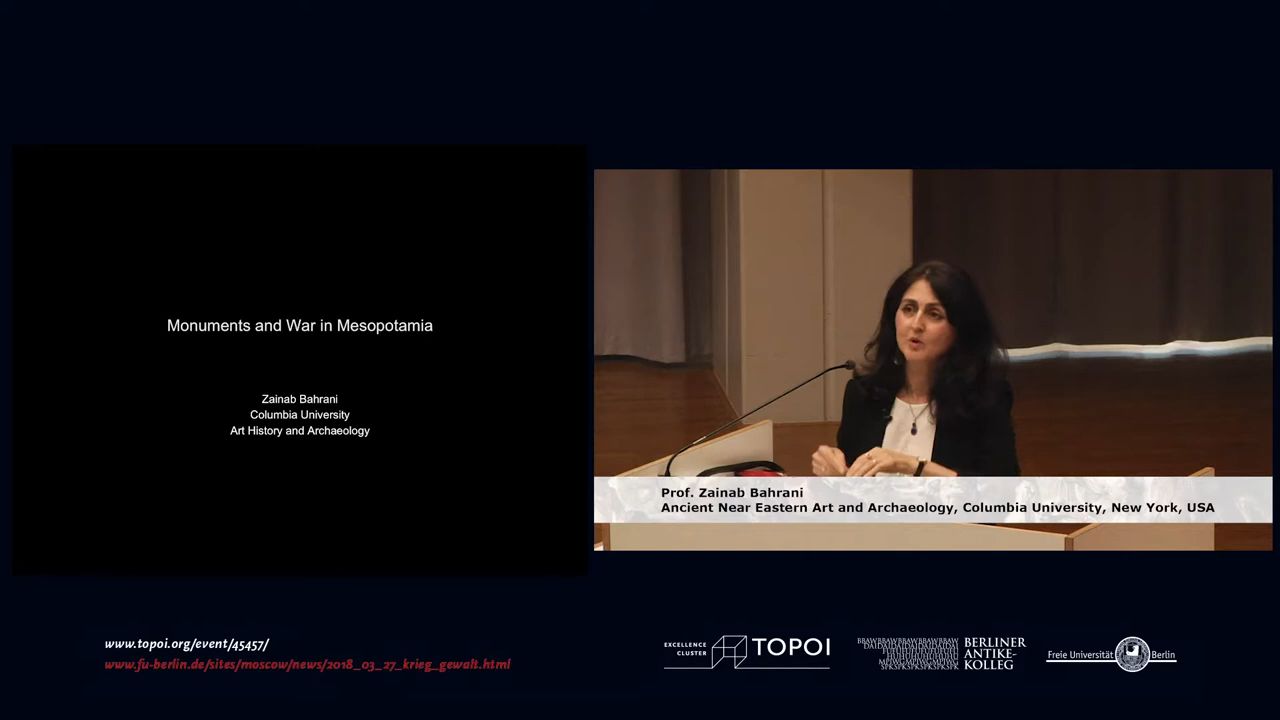 Monuments and War in Mesopotamia
Zainab Bahrani
Columbia University
Art History and Archaeology
Prof. Zainab Bahrani
Ancient Near Eastern Art and Archaeology, Columbia University, New York, USA
www.topoi.org/event/45457/
www.fu-berlin.de/sites/moscow/news/2018_03_27_krieg_gewalt.html
EXCELLENCE
CLUSTER
TOPOI
BERLINER
ANTIKE-
KOLLEG
Freie Universität
Berlin